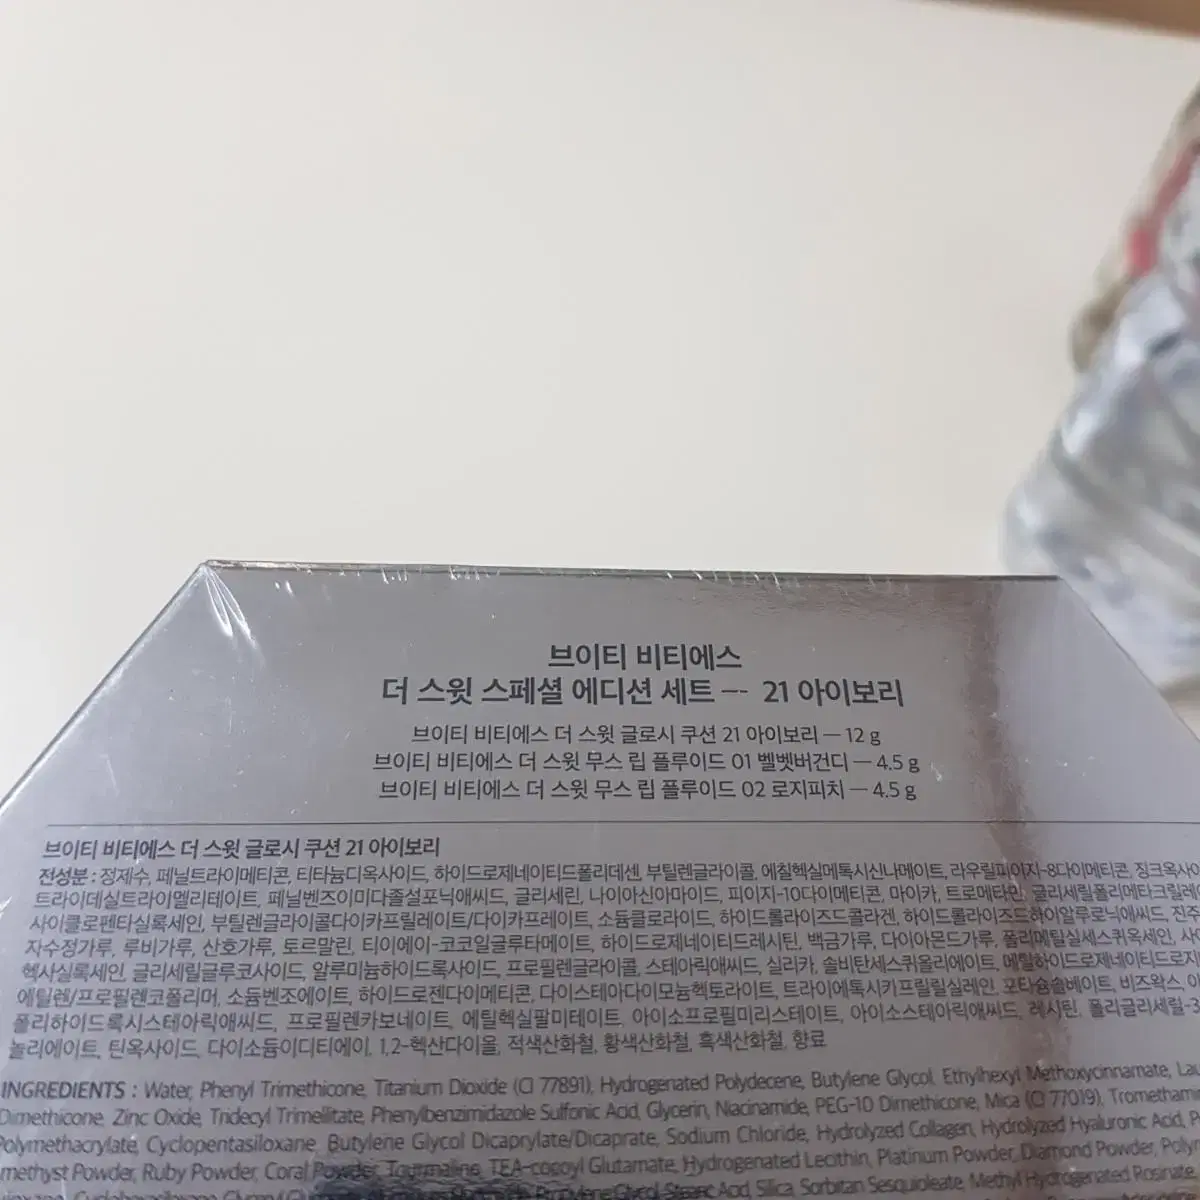 브이티 비티에스
더 스윗 스페셜 에디션 세트 -- 21 아이보리
브이티 비티에스 더 스윗 글로시 쿠션 21 아이보리 — 12 g
브이티 비티에스 더 스윗 무스 립 플루이드 01 벨벳버건디 — 4.5 g
브이티 비티에스 더 스윗 무스 립 플루이드 02 로지피치 — 4.5 g
브이티 비티에스 더 스윗 글로시 쿠션 21 아이보리
전성분 : 정제수, 페닐트라이메티콘, 티타늄디옥사이드, 하이드로제네이티드폴리데센, 부틸렌글라이콜, 에칠헥실메톡시신나메이트, 라우릴피이지-8다이메티콘, 징크옥사
트라이데실트라이멜리테이트, 페닐벤즈이미다졸설포닉애씨드, 글리세린, 나이아신아마이드, 피이지-10다이메티콘, 마이카, 트로메타민, 글리세릴폴리메타크릴레
사이클로펜타실록세인, 부틸렌글라이콜다이카프릴레이트/다이카프레이트, 소듐클로라이드, 하이드롤라이즈드콜라겐, 하이드롤라이즈드하이알루로닉애씨드, 진주
자수정가루, 루비가루, 산호가루, 토르말린, 티이에이-코코일글루타메이트, 하이드로제네이티드레시틴, 백금가루, 다이아몬드가루, 폴리메틸실세스퀴옥세인, 사이
헥사실록세인, 글리세릴글루코사이드, 알루미늄하이드록사이드, 프로필렌글라이콜, 스테아릭애씨드, 실리카, 솔비탄세스퀴올리에이트, 메틸하이드로제네이티드로지
에틸렌/프로필렌코폴리머, 소듐벤조에이트, 하이드로젠다이메티콘, 다이스테아다이모늄헥토라이트, 트라이에톡시카프릴릴실레인, 포타슘솔베이트, 비즈왁스,
폴리하이드록시스테아릭애씨드, 프로필렌카보네이트, 에틸헥실팔미테이트, 아이소프로필미리스테이트, 아이소스테아릭애씨드, 레시틴, 폴리글리세릴-3
놀리에이트, 틴옥사이드, 다이소듐이디티에이, 1,2-헥산다이올, 적색산화철, 황색산화철, 흑색산화철, 향료
INGREDIENTS : Water, Phenyl Trimethicone, Titanium Dioxide (CI 77891), Hydrogenated Polydecene, Butylene Glycol, Ethylhexyl Methoxycinnamate, Lau
Dimethicone, Zinc Oxide, Tridecyl Trimellitate, Phenylbenzimidazole Sulfonic Acid, Glycerin, Niacinamide, PEG-10 Dimethicone, Mica (CI 77019), Tromethamin
Polymethacrylate, Cyclopentasiloxane, Butylene Glycol Dicaprylate/Dicaprate, Sodium Chloride, Hydrolyzed Collagen, Hydrolyzed Hyaluronic Acid, P
methyst Powder, Ruby Powder, Coral Powder, Tourmaline, TEA-cocoyl Glutamate, Hydrogenated Lecithin, Platinum Powder, Diamond Powder, Polym
Propylene Glycol, Stearic Acid, Silica, Sorbitan Sesquioleate, Methyl Hydrogenated Rosinate,